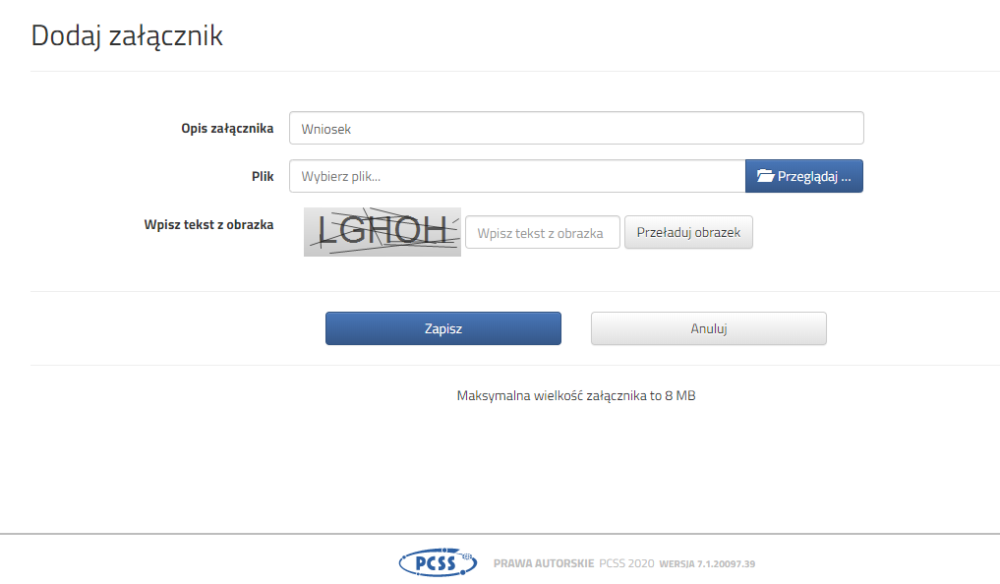 Dodaj załącznik
Opis załącznika Wniosek
Plik Wybierz plik... Przeglądaj ...
Wpisz tekst z obrazka LGHOH Wpisz tekst z obrazka Przeładuj obrazek
Zapisz Anuluj
Maksymalna wielkość załącznika to 8 MB
PCSS PRAWA AUTORSKIE PCSS 2020 WERSJA 7.1.20097.39